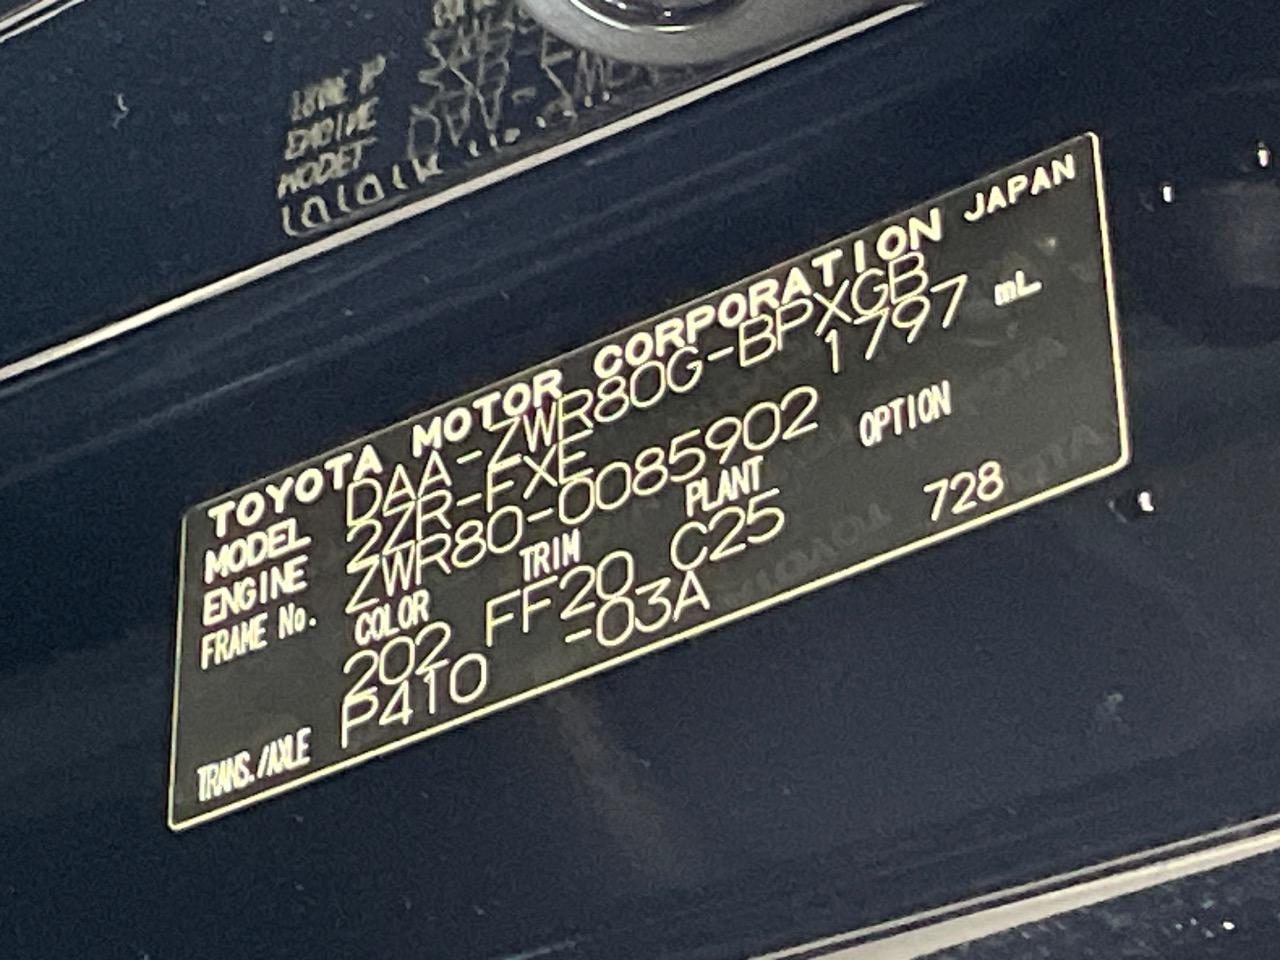 TOYOTA MOTOR CORPORATION JAPAN
MODEL DAA-ZWR80G-BPXGB
ENGINE 2ZR-FXE 1797 mL
FRAME No. ZWR80-0085902
COLOR TRIM PLANT OPTION
202 FF20 C25 728
TRANS./AXLE P410 -03A